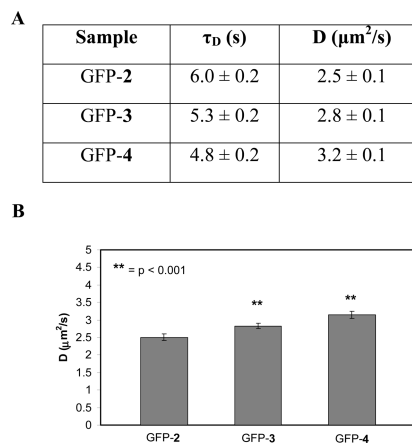 A
Sample τD (s) D (μm²/s)
GFP-2 6.0 ± 0.2 2.5 ± 0.1
GFP-3 5.3 ± 0.2 2.8 ± 0.1
GFP-4 4.8 ± 0.2 3.2 ± 0.1
B
5
** = p < 0.001
4.5
4
3.5
** **
3
2.5
2
1.5
1
0.5
0
D (μm²/s)
GFP-2 GFP-3 GFP-4